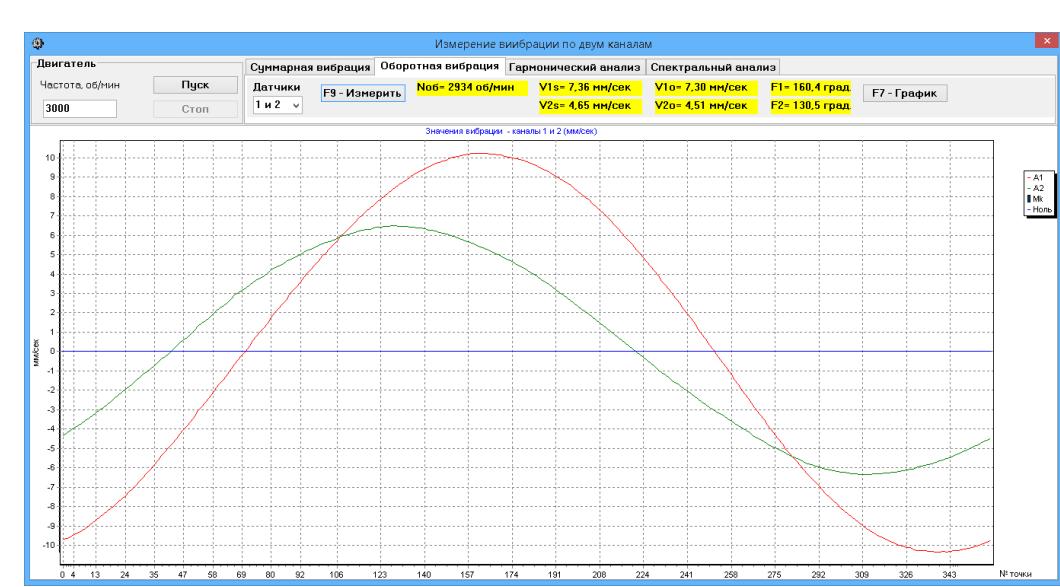 Измерение виибрации по двум каналам
Двигатель
Частота, об/мин
3000
Пуск
Стоп
Суммарная вибрация Оборотная вибрация Гармонический анализ Спектральный анализ
Датчики
1 и 2
F9 - Измерить
Nоб= 2934 об/мин V1s= 7,36 мм/сек V1о= 7,30 мм/сек F1= 160,4 град.
V2s= 4,65 мм/сек V2о= 4,51 мм/сек F2= 130,5 град.
F7 - График
Значения вибрации - каналы 1 и 2 (мм/сек)
10
9
8
7
6
5
4
3
2
1
0
-1
-2
-3
-4
-5
-6
-7
-8
-9
-10
мм/сек
A1
A2
Mk
Ноль
0 4 13 24 35 47 58 69 80 92 106 123 140 157 174 191 208 224 241 258 275 292 309 326 343 № точки